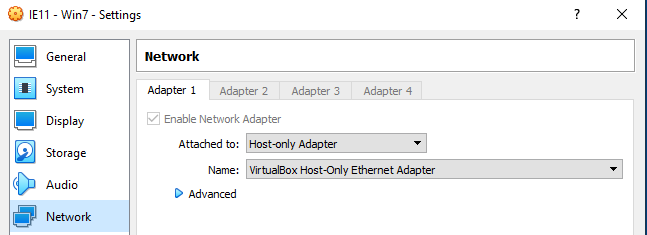 IE11 - Win7 - Settings
?
General
System
Display
Storage
Audio
Network
Network
Adapter 1
Adapter 2
Adapter 3
Adapter 4
Enable Network Adapter
Attached to: Host-only Adapter
Name: VirtualBox Host-Only Ethernet Adapter
Advanced